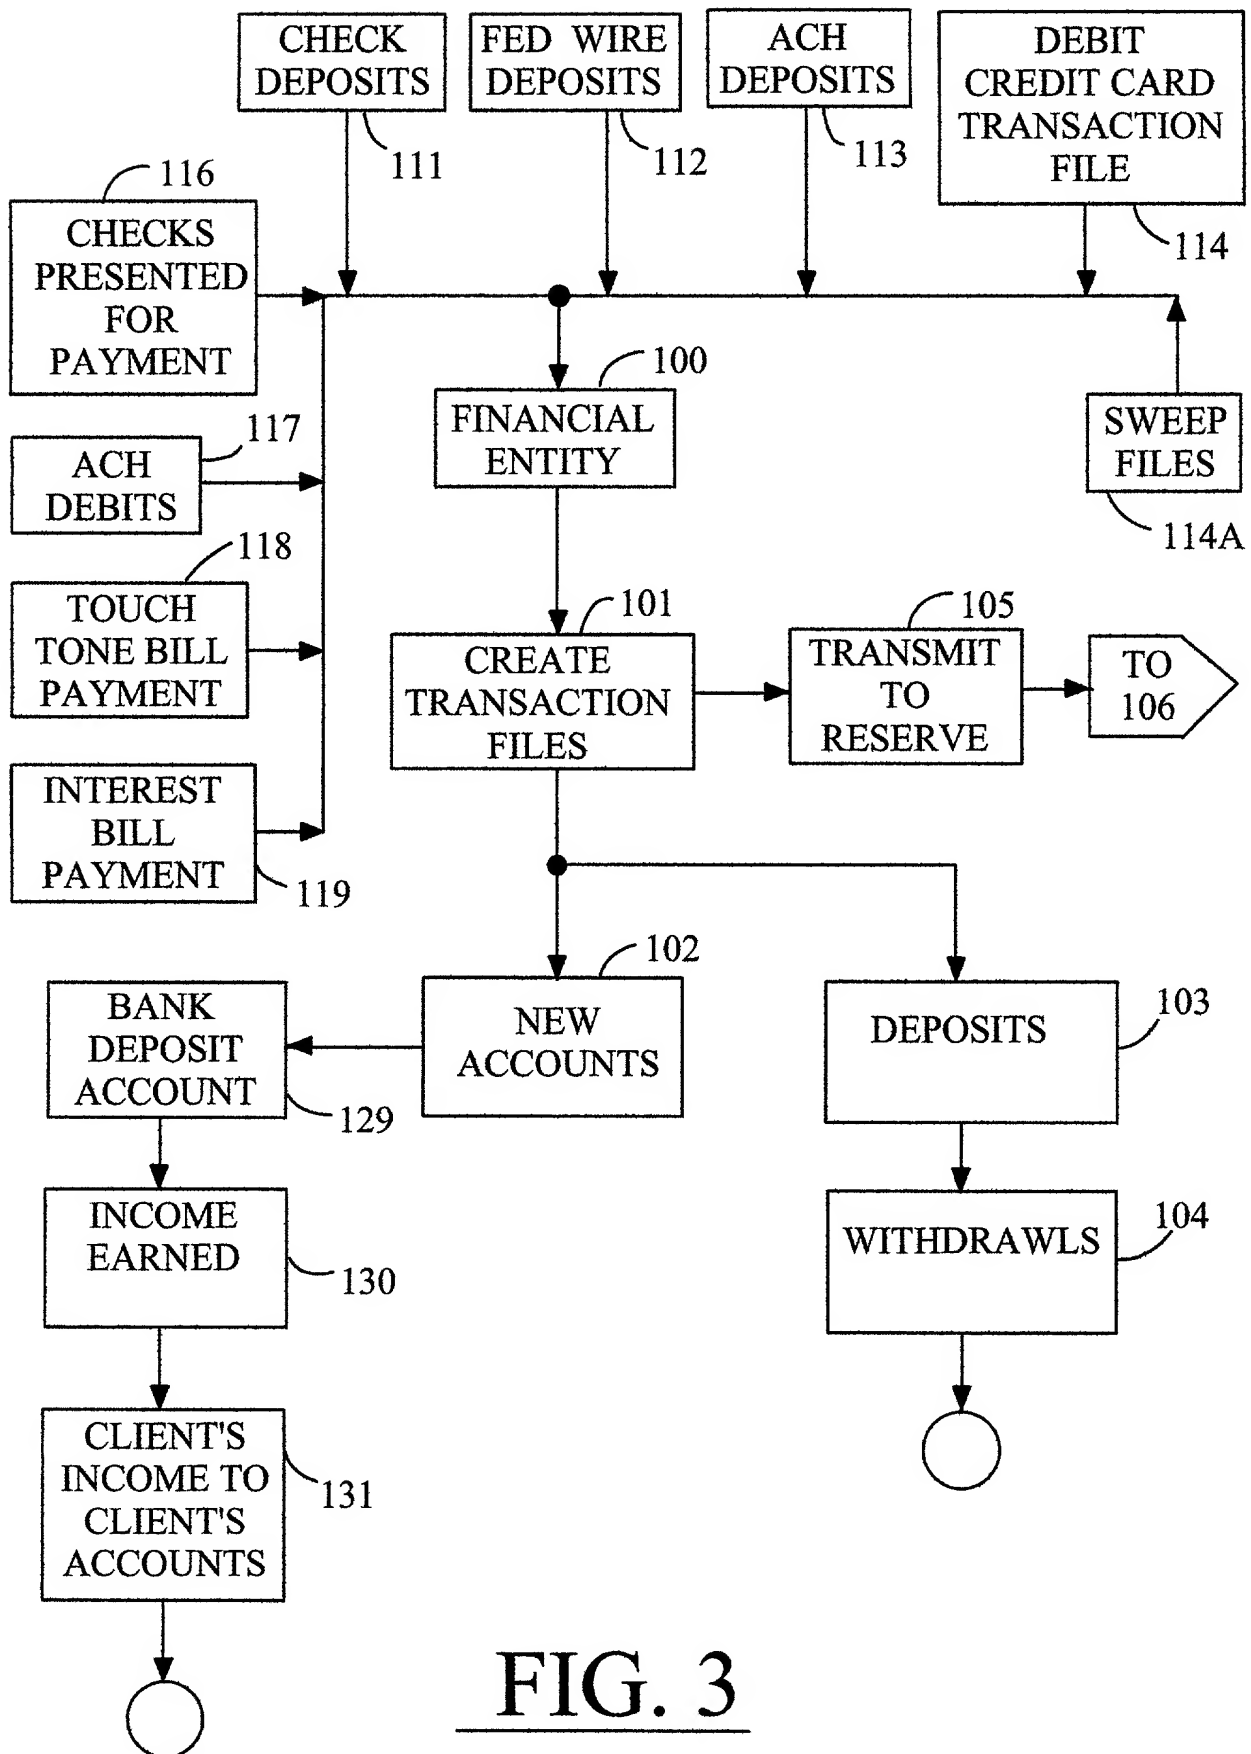 CHECK
DEPOSITS
111
FED WIRE
DEPOSITS
112
ACH
DEPOSITS
113
DEBIT
CREDIT CARD
TRANSACTION
FILE
114
116
CHECKS
PRESENTED
FOR
PAYMENT
100
FINANCIAL
ENTITY
SWEEP
FILES
114A
117
ACH
DEBITS
118
TOUCH
TONE BILL
PAYMENT
101
CREATE
TRANSACTION
FILES
105
TRANSMIT
TO
RESERVE
TO
106
INTEREST
BILL
PAYMENT
119
102
NEW
ACCOUNTS
BANK
DEPOSIT
ACCOUNT
129
DEPOSITS
103
INCOME
EARNED
130
WITHDRAWLS
104
CLIENT'S
INCOME TO
CLIENT'S
ACCOUNTS
131
FIG. 3